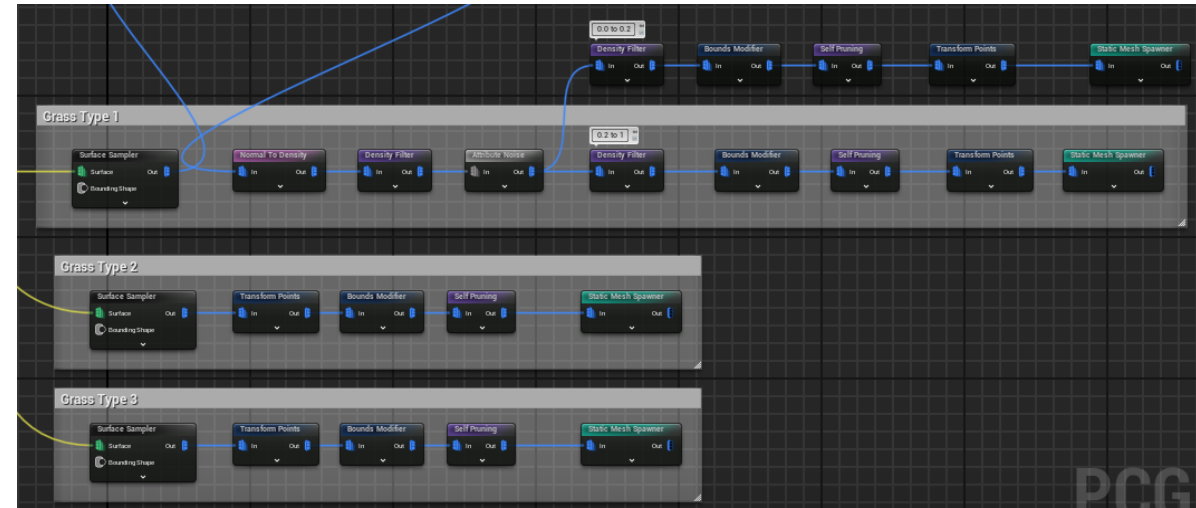 0.0 to 0.2
Density Filter
Bounds Modifier
Self Pruning
Transform Points
Static Mesh Spawner
In Out
In Out
In Out
In Out
In Out
Grass Type 1
0.2 to 1
Surface Sampler
Normal To Density
Density Filter
Attribute Noise
Density Filter
Bounds Modifier
Self Pruning
Transform Points
Static Mesh Spawner
Surface Out
In Out
In Out
In Out
In Out
In Out
In Out
In Out
In Out
Bounding Shape
Grass Type 2
Surface Sampler
Transform Points
Bounds Modifier
Self Pruning
Static Mesh Spawner
Surface Out
In Out
In Out
In Out
In Out
Bounding Shape
Grass Type 3
Surface Sampler
Transform Points
Bounds Modifier
Self Pruning
Static Mesh Spawner
Surface Out
In Out
In Out
In Out
In Out
Bounding Shape
PCG